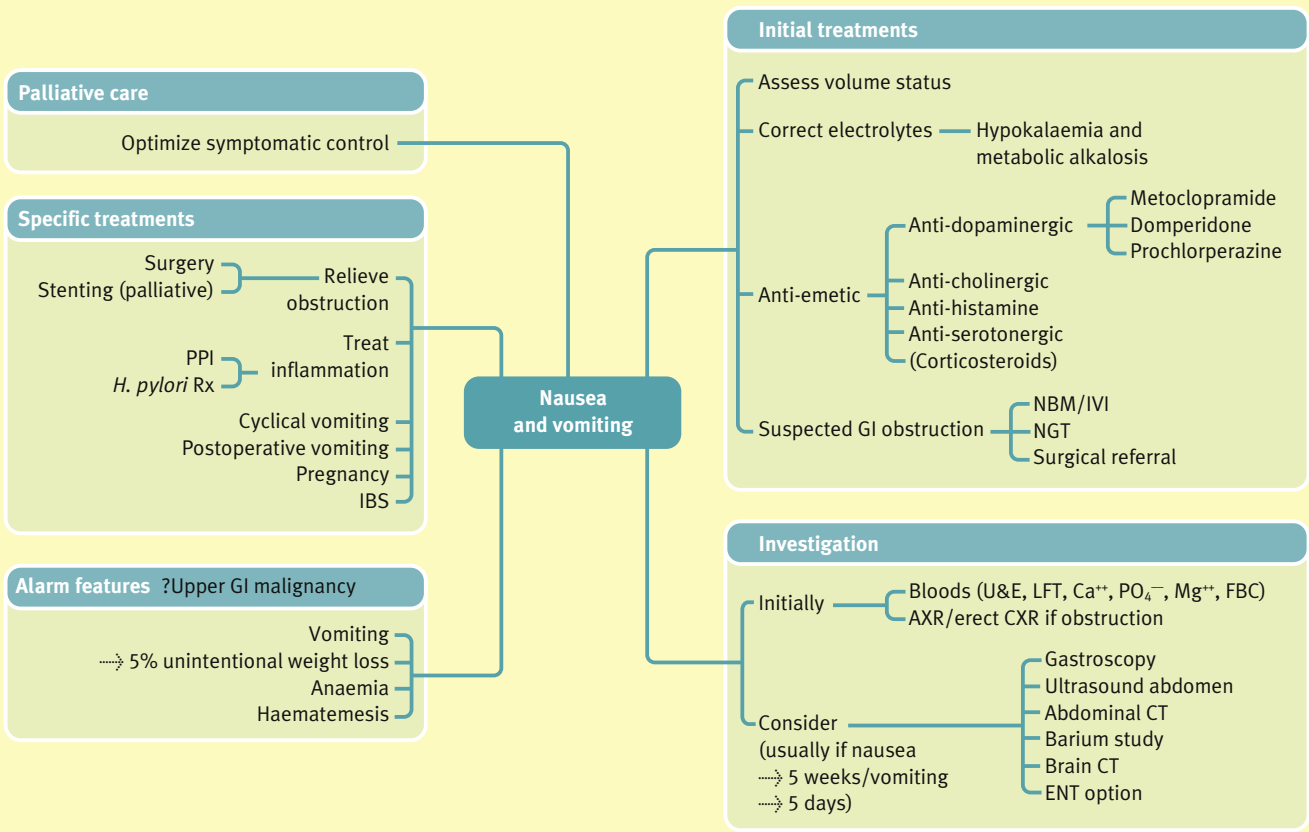 Palliative care
Optimize symptomatic control
Specific treatments
Surgery
Stenting (palliative)
Relieve
obstruction
PPI
H. pylori Rx
Treat
inflammation
Cyclical vomiting
Postoperative vomiting
Pregnancy
IBS
Alarm features ?Upper GI malignancy
Vomiting
⇢ 5% unintentional weight loss
Anaemia
Haematemesis
Nausea
and vomiting
Initial treatments
Assess volume status
Correct electrolytes
Hypokalaemia and
metabolic alkalosis
Anti-emetic
Anti-dopaminergic
Metoclopramide
Domperidone
Prochlorperazine
Anti-cholinergic
Anti-histamine
Anti-serotonergic
(Corticosteroids)
Suspected GI obstruction
NBM/IVI
NGT
Surgical referral
Investigation
Initially
Bloods (U&E, LFT, Ca⁺⁺, PO₄⁻, Mg⁺⁺, FBC)
AXR/erect CXR if obstruction
Consider
(usually if nausea
⇢ 5 weeks/vomiting
⇢ 5 days)
Gastroscopy
Ultrasound abdomen
Abdominal CT
Barium study
Brain CT
ENT option